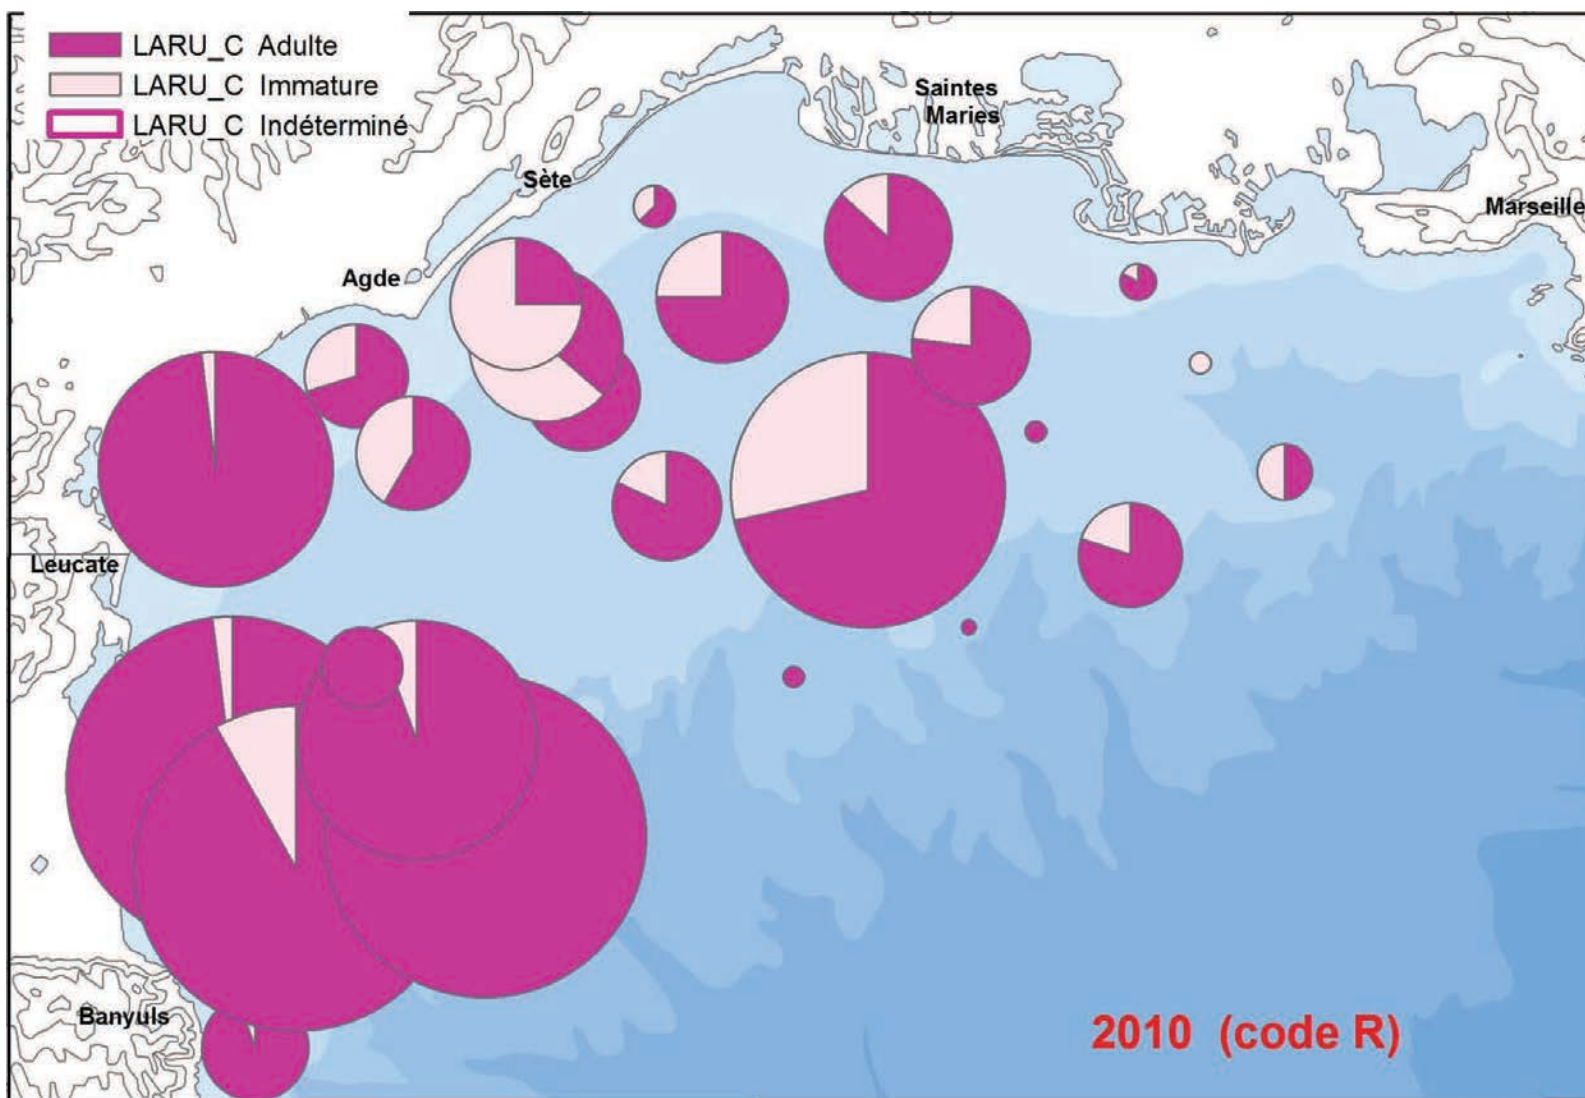 LARU_C Adulte
LARU_C Immature
LARU_C Indéterminé
Saintes
Maries
Sète
Marseille
Agde
Leucate
Banyuls
2010 (code R)